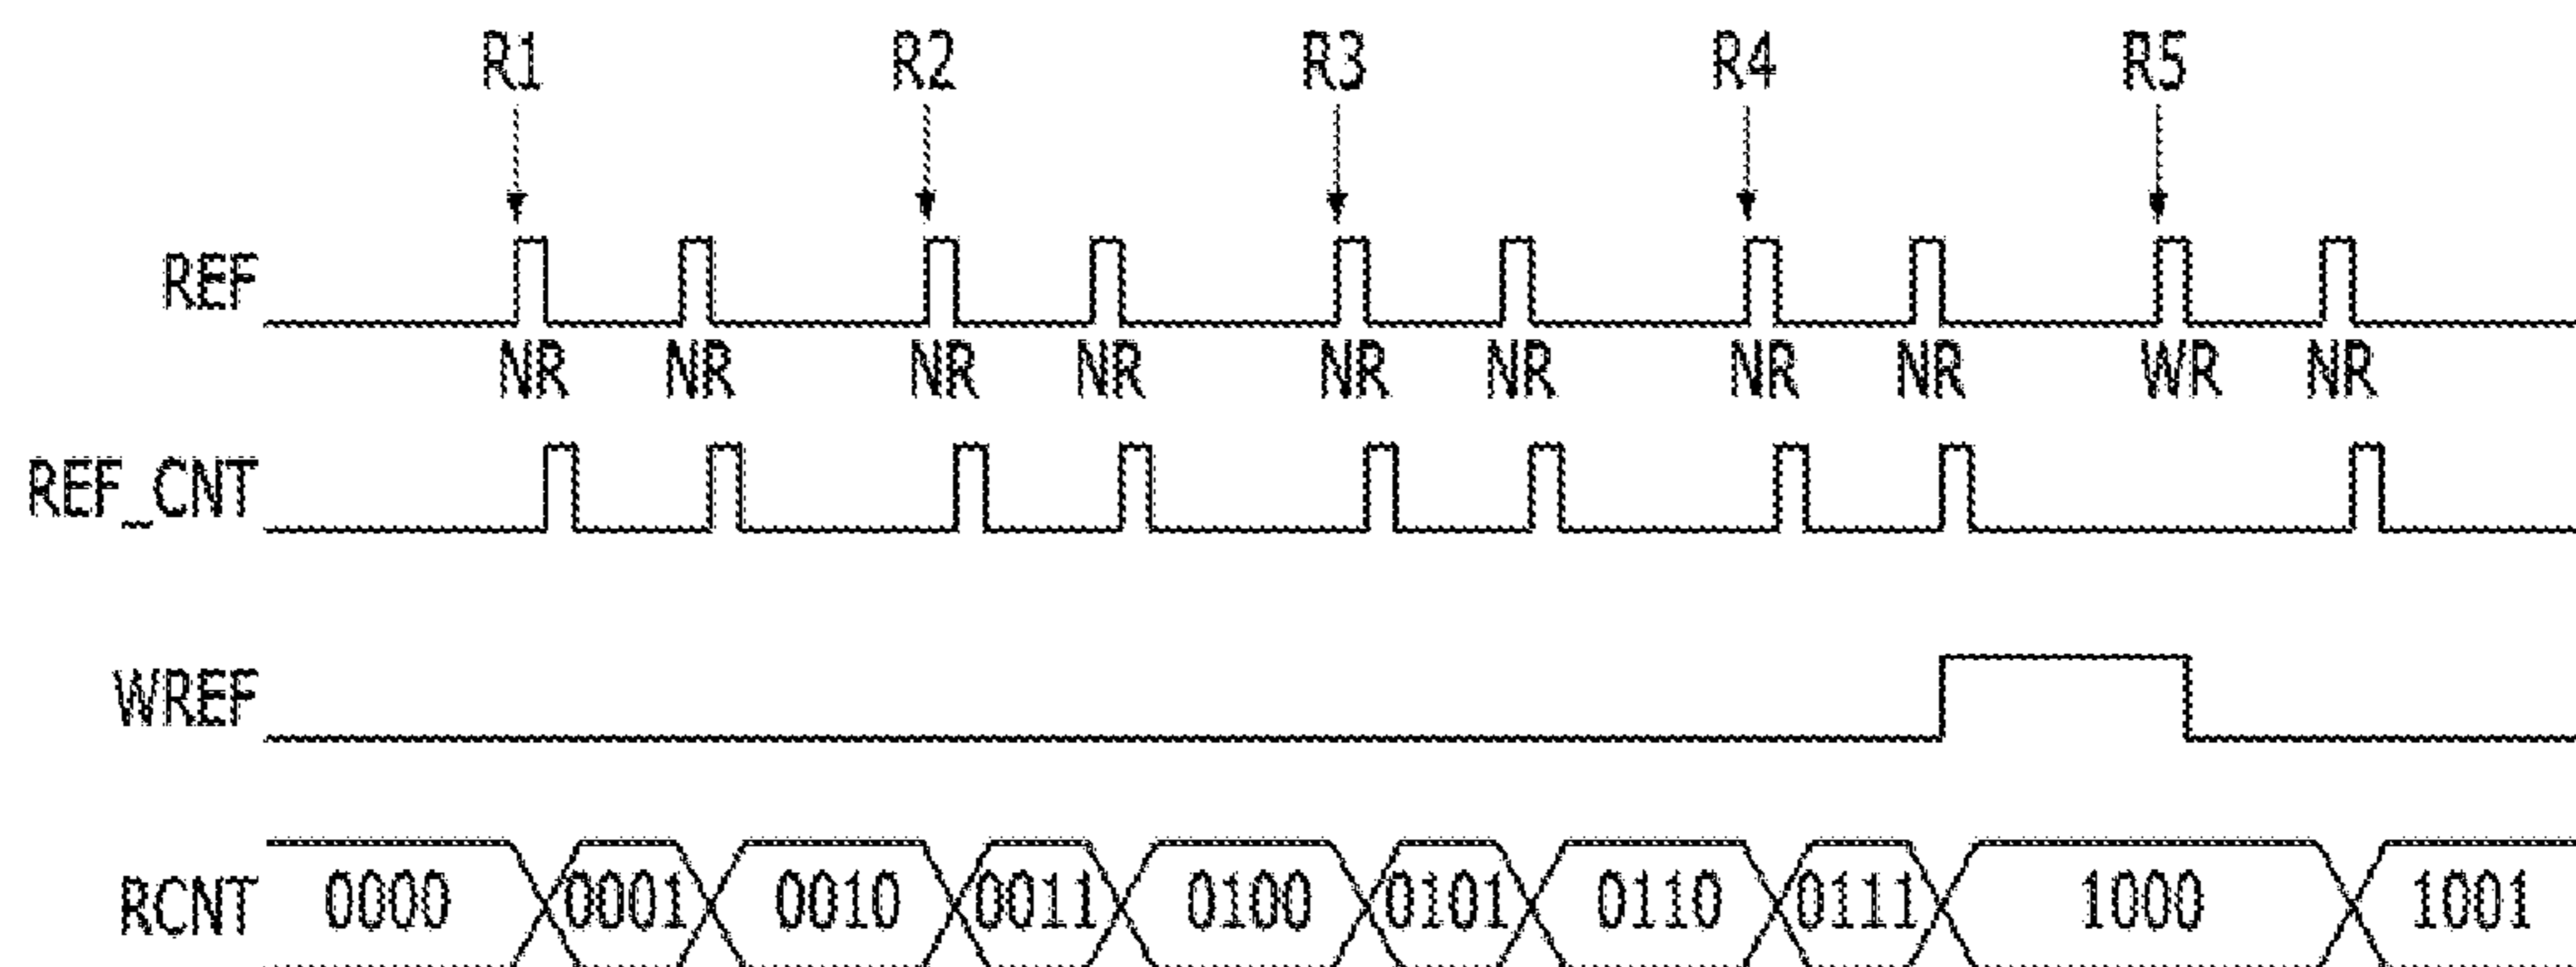 R1 R2 R3 R4 R5
REF
NR NR NR NR NR NR NR NR WR NR
REF_CNT
WREF
RCNT 0000 0001 0010 0011 0100 0101 0110 0111 1000 1001